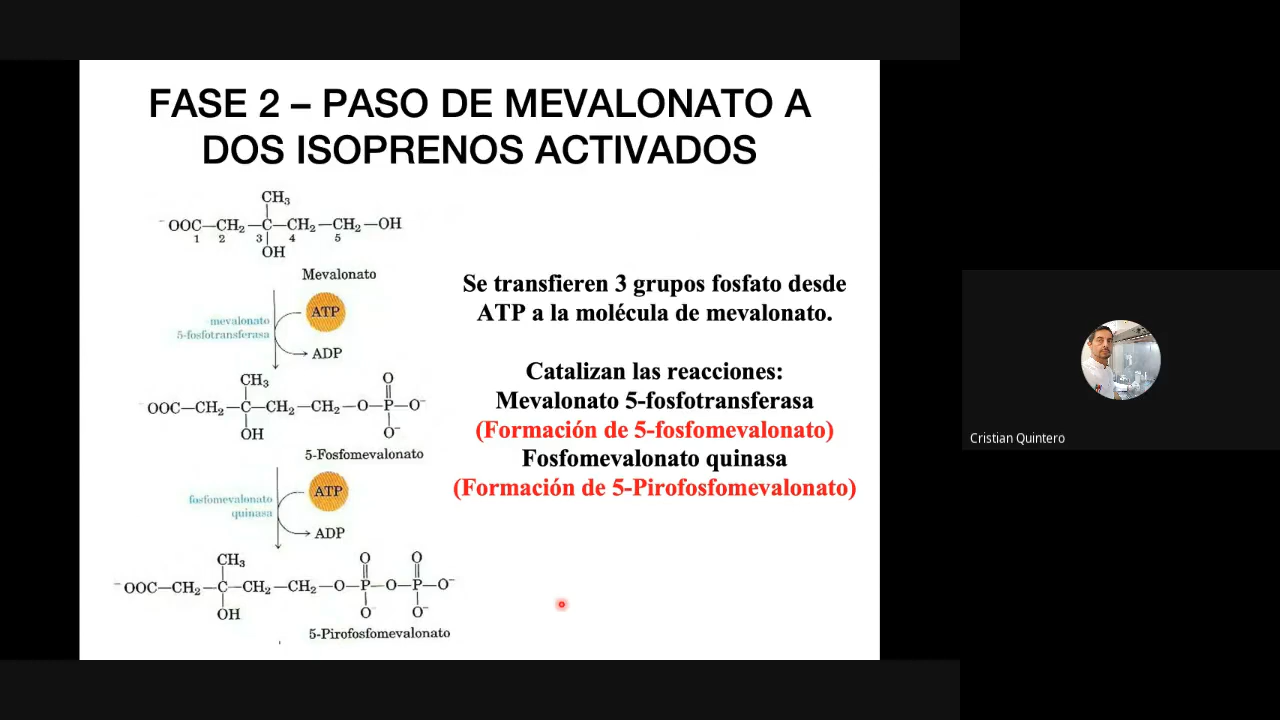 FASE 2 – PASO DE MEVALONATO A
DOS ISOPRENOS ACTIVADOS
CH₃
⁻OOC—CH₂—C—CH₂—CH₂—OH
1 2 3 4 5
OH
Mevalonato
mevalonato
5-fosfotransferasa
ATP
ADP
CH₃ O
⁻OOC—CH₂—C—CH₂—CH₂—O—P—O⁻
OH O⁻
5-Fosfomevalonato
fosfomevalonato
quinasa
ATP
ADP
CH₃ O O
⁻OOC—CH₂—C—CH₂—CH₂—O—P—O—P—O⁻
OH O O⁻
5-Pirofosfomevalonato
Se transfieren 3 grupos fosfato desde
ATP a la molécula de mevalonato.
Catalizan las reacciones:
Mevalonato 5-fosfotransferasa
(Formación de 5-fosfomevalonato)
Fosfomevalonato quinasa
(Formación de 5-Pirofosfomevalonato)
Cristian Quintero